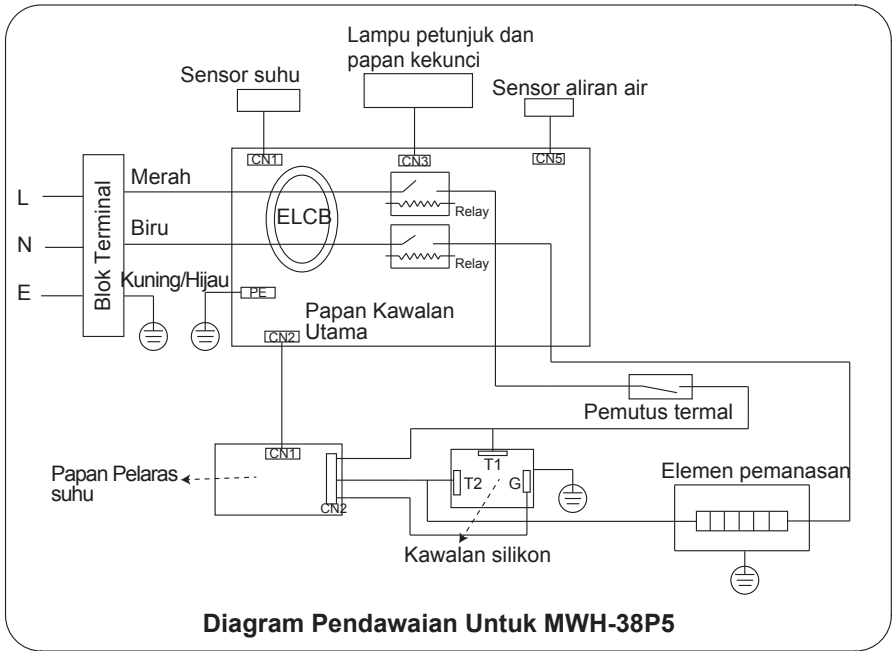 Lampu petunjuk dan
papan kekunci
Sensor suhu
Sensor aliran air
CN1
CN3
CN5
L
N
E
Blok Terminal
Merah
Biru
Kuning/Hijau
ELCB
Relay
Relay
PE
Papan Kawalan
Utama
CN2
Pemutus termal
CN1
CN2
Papan Pelaras
suhu
T1
T2
G
Elemen pemanasan
Kawalan silikon
Diagram Pendawaian Untuk MWH-38P5